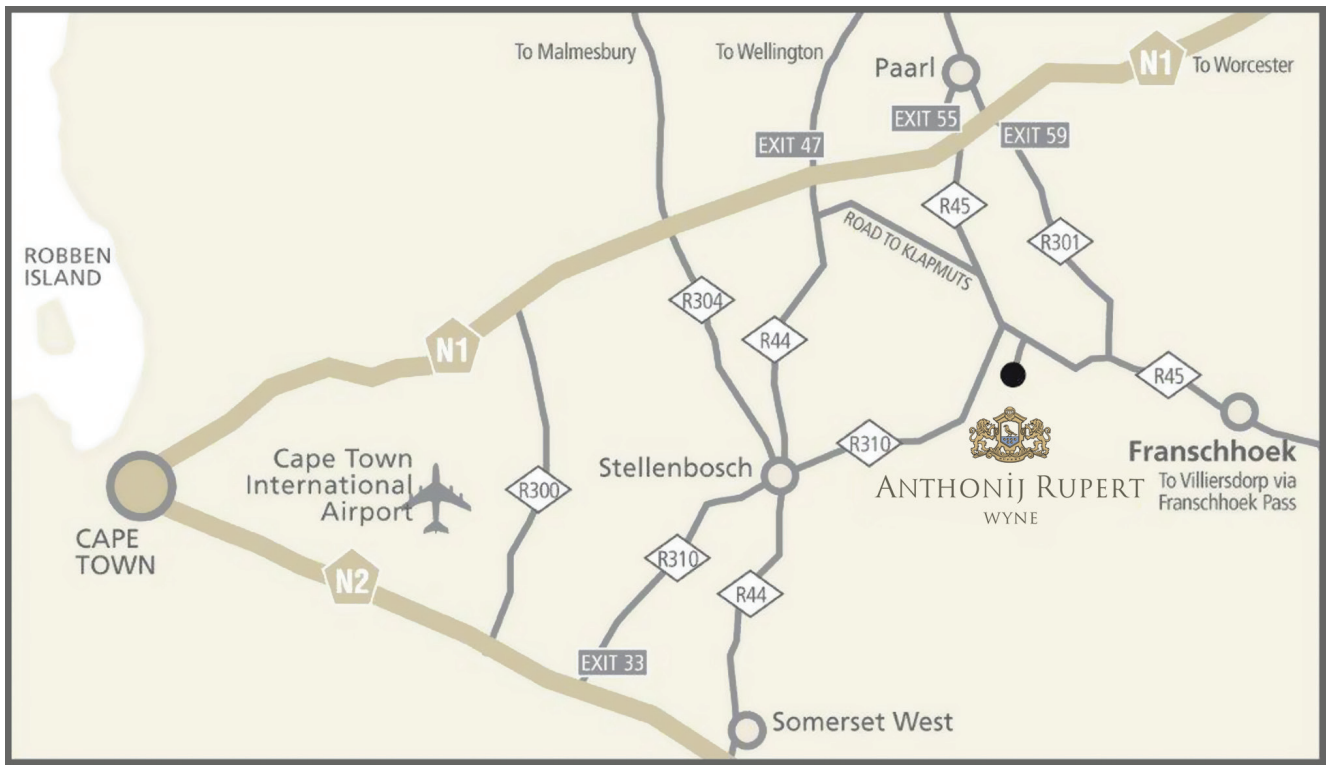 To Malmesbury
To Wellington
Paarl
N1
To Worcester
EXIT 55
EXIT 59
EXIT 47
R45
ROAD TO KLAPMUTS
R301
ROBBEN
ISLAND
R304
R44
N1
R45
Franschhoek
To Villiersdorp via
Franschhoek Pass
R310
ANTHONIJ RUPERT
WYNE
Stellenbosch
Cape Town
International
Airport
R300
CAPE
TOWN
N2
R310
R44
EXIT 33
Somerset West